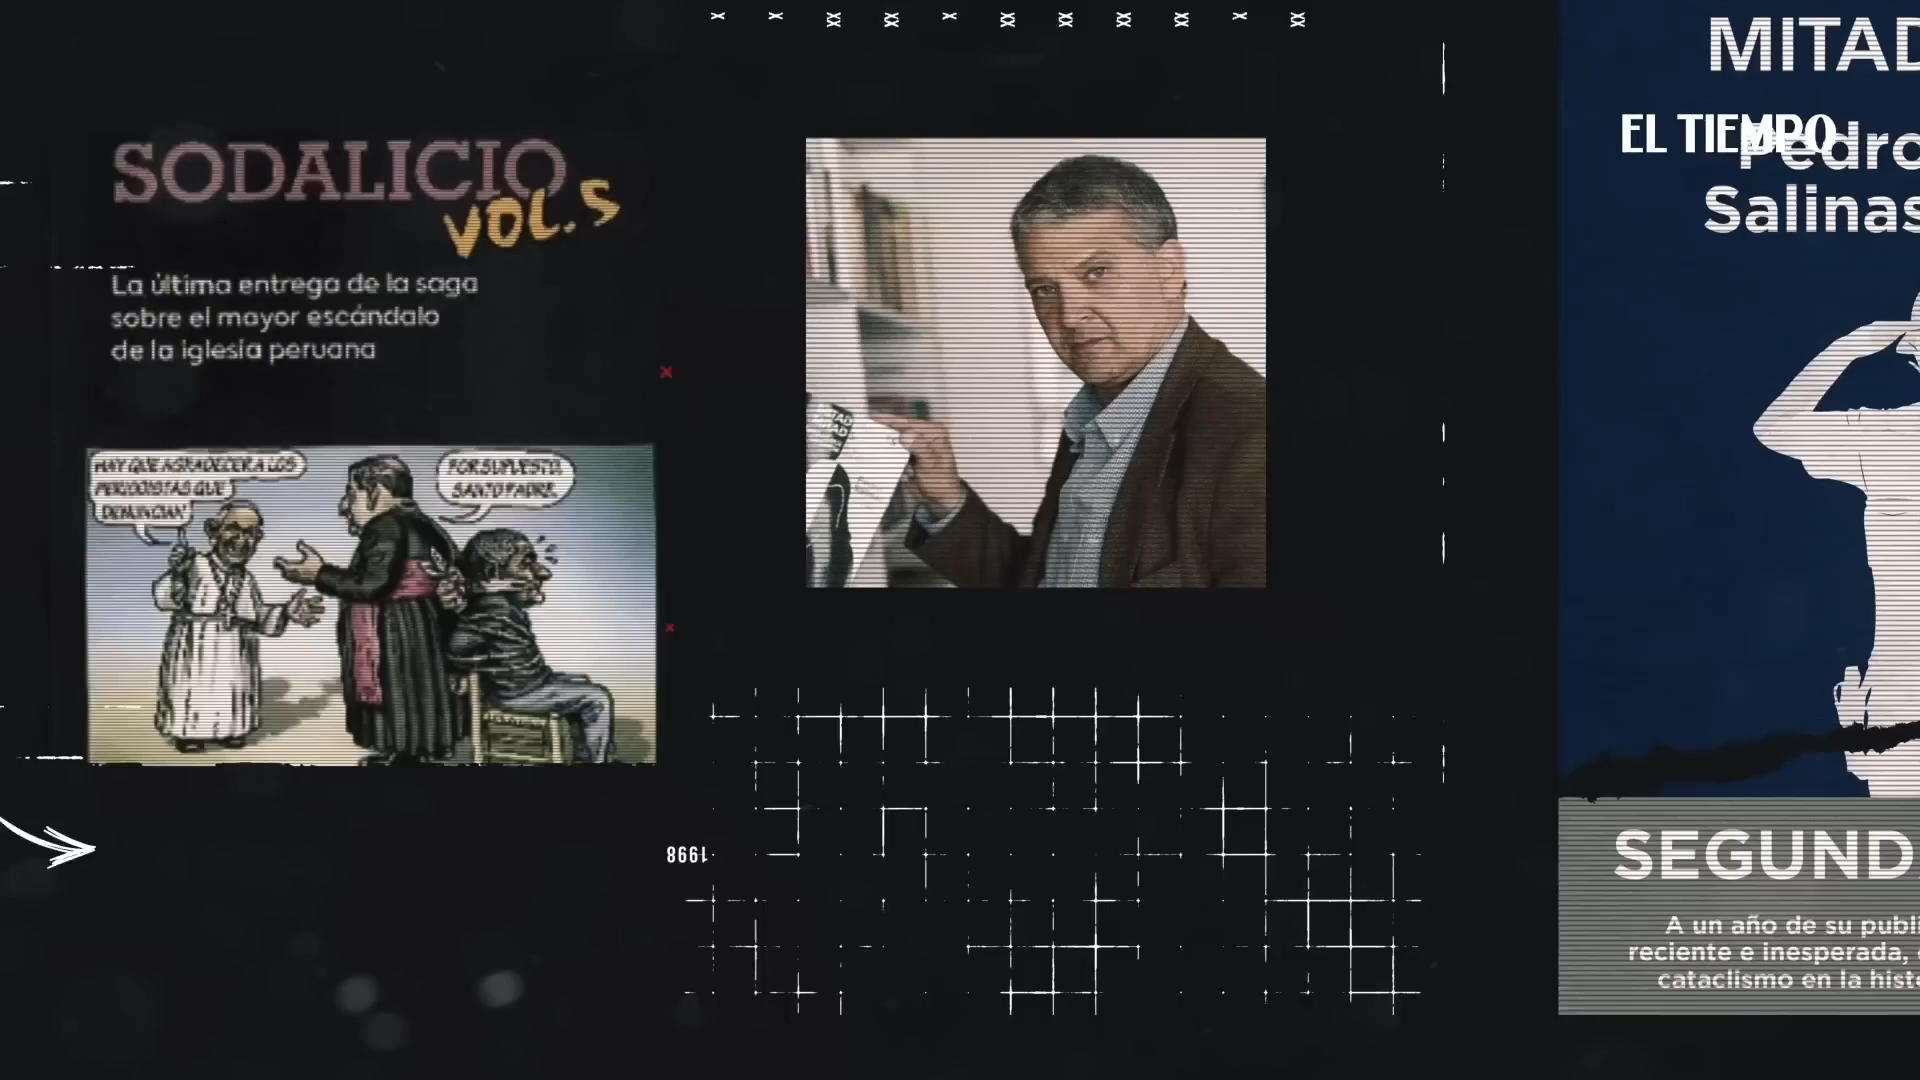 SODALICIO
VOL. 5
La última entrega de la saga
sobre el mayor escándalo
de la iglesia peruana
HAY QUE AGRADECER A LOS
PERIODISTAS QUE
DENUNCIAN
POR SUPUESTO,
SANTO PADRE.
1998
MITAD
EL TIEMPO
Pedro
Salinas
SEGUND
A un año de su publi
reciente e inesperada,
cataclismo en la histo